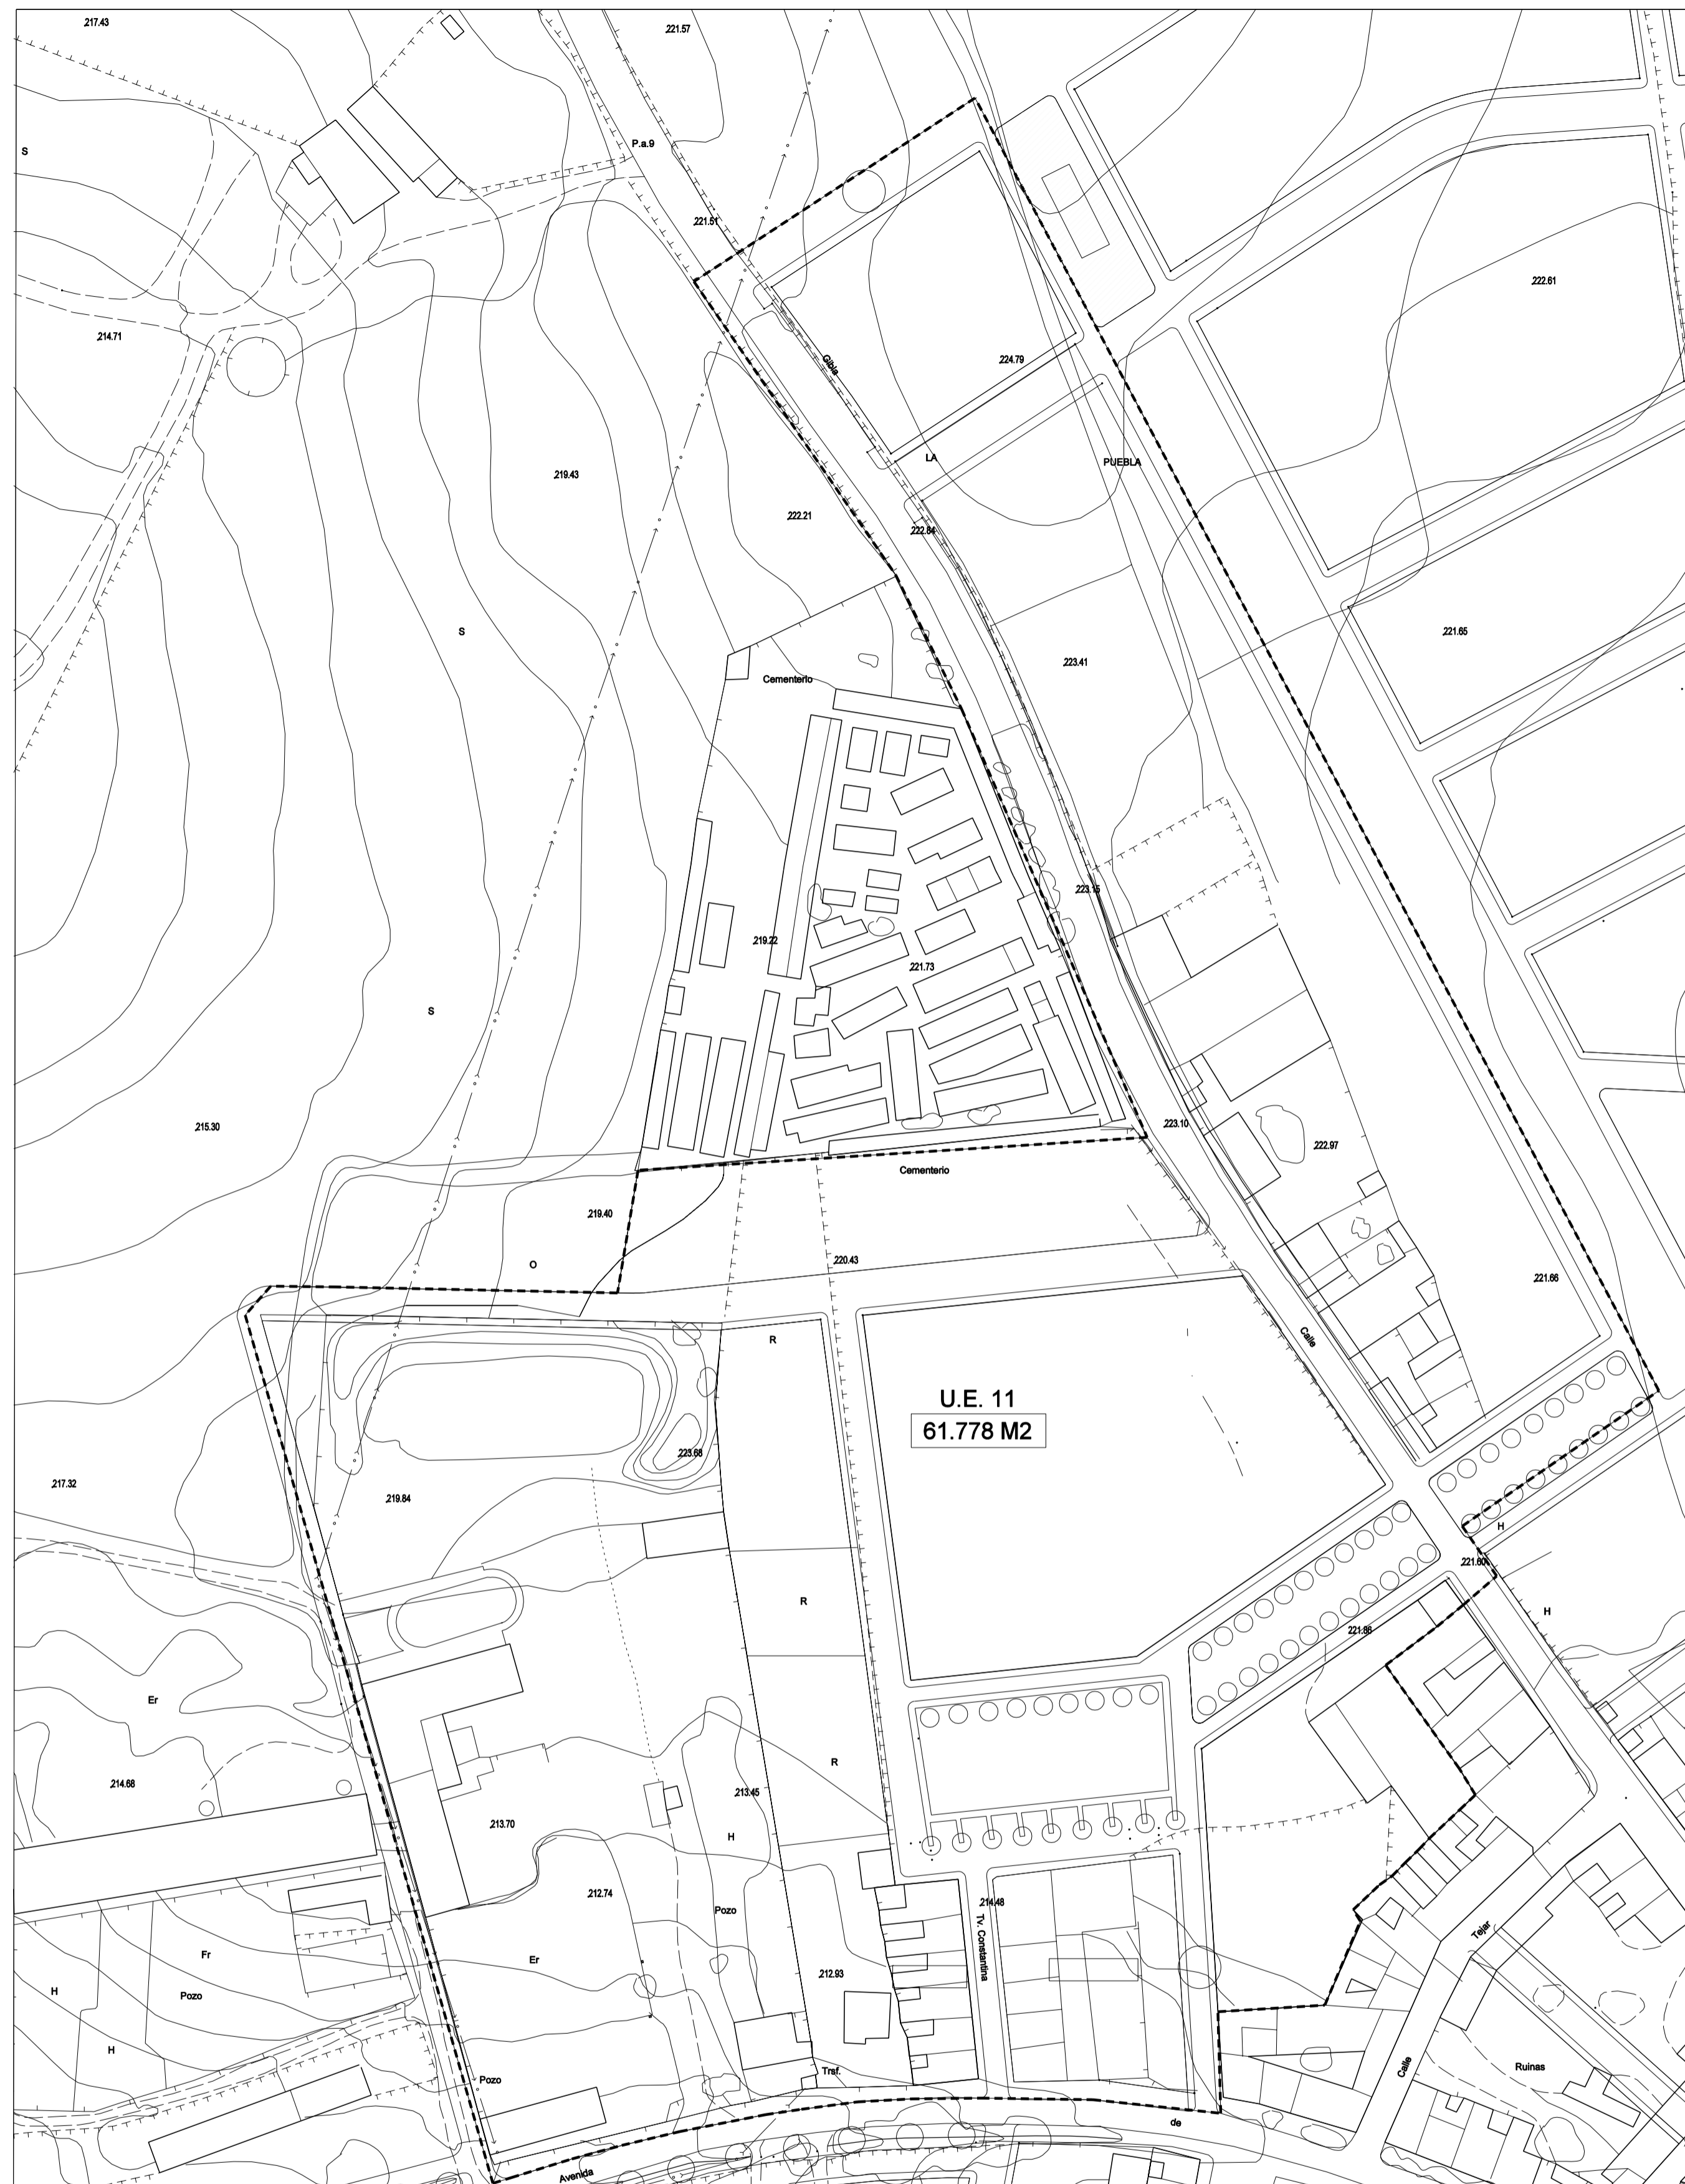 217.43
221.57
P.a.9
S
221.51
222.61
214.71
224.79
Gibla
LA
PUEBLA
219.43
222.21
222.84
S
221.65
223.41
Cementerio
223.15
219.22
221.73
S
215.30
223.10
222.97
Cementerio
219.40
220.43
O
221.66
R
Calle
U.E. 11
61.778 M2
223.68
217.32
219.84
H
221.60
R
H
221.86
Er
R
214.68
213.45
213.70
H
212.74
214.48
Pozo
Tv. Constantina
Tejar
Fr
Er
212.93
H
Pozo
H
Ruinas
Calle
Trsf.
Pozo
de
Avenida